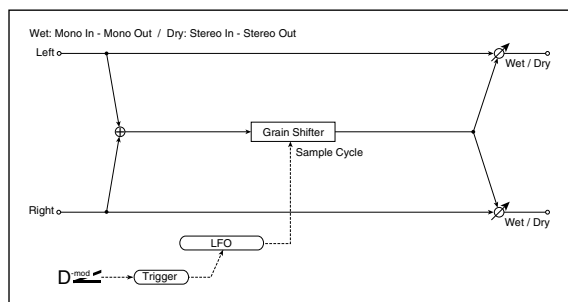 Wet: Mono In - Mono Out / Dry: Stereo In - Stereo Out
Left
Wet / Dry
Grain Shifter
Sample Cycle
Right
Wet / Dry
LFO
D-mod
Trigger